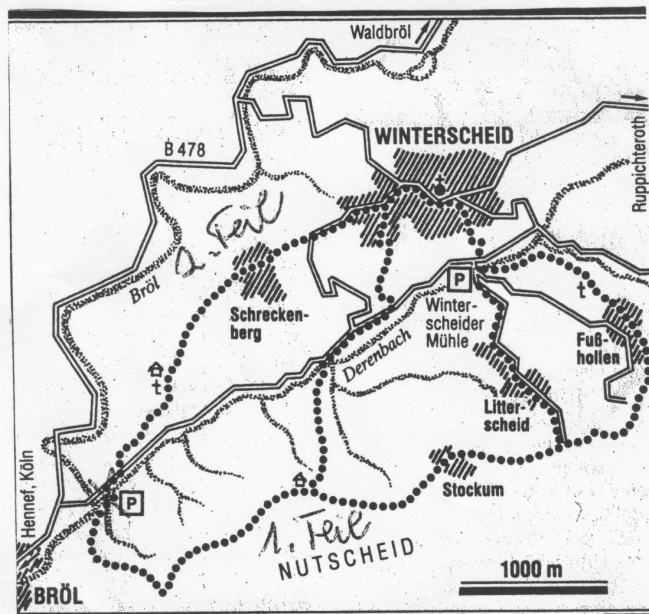 Waldbröl
B 478
WINTERSCHEID
Ruppichteroth
2. Teil
Bröl
Schrecken-
berg
P
Winter-
scheider
Mühle
Fuß-
hollen
Derenbach
Litter-
scheid
Stockum
Hennef, Köln
P
1. Teil
NUTSCHEID
1000 m
BRÖL